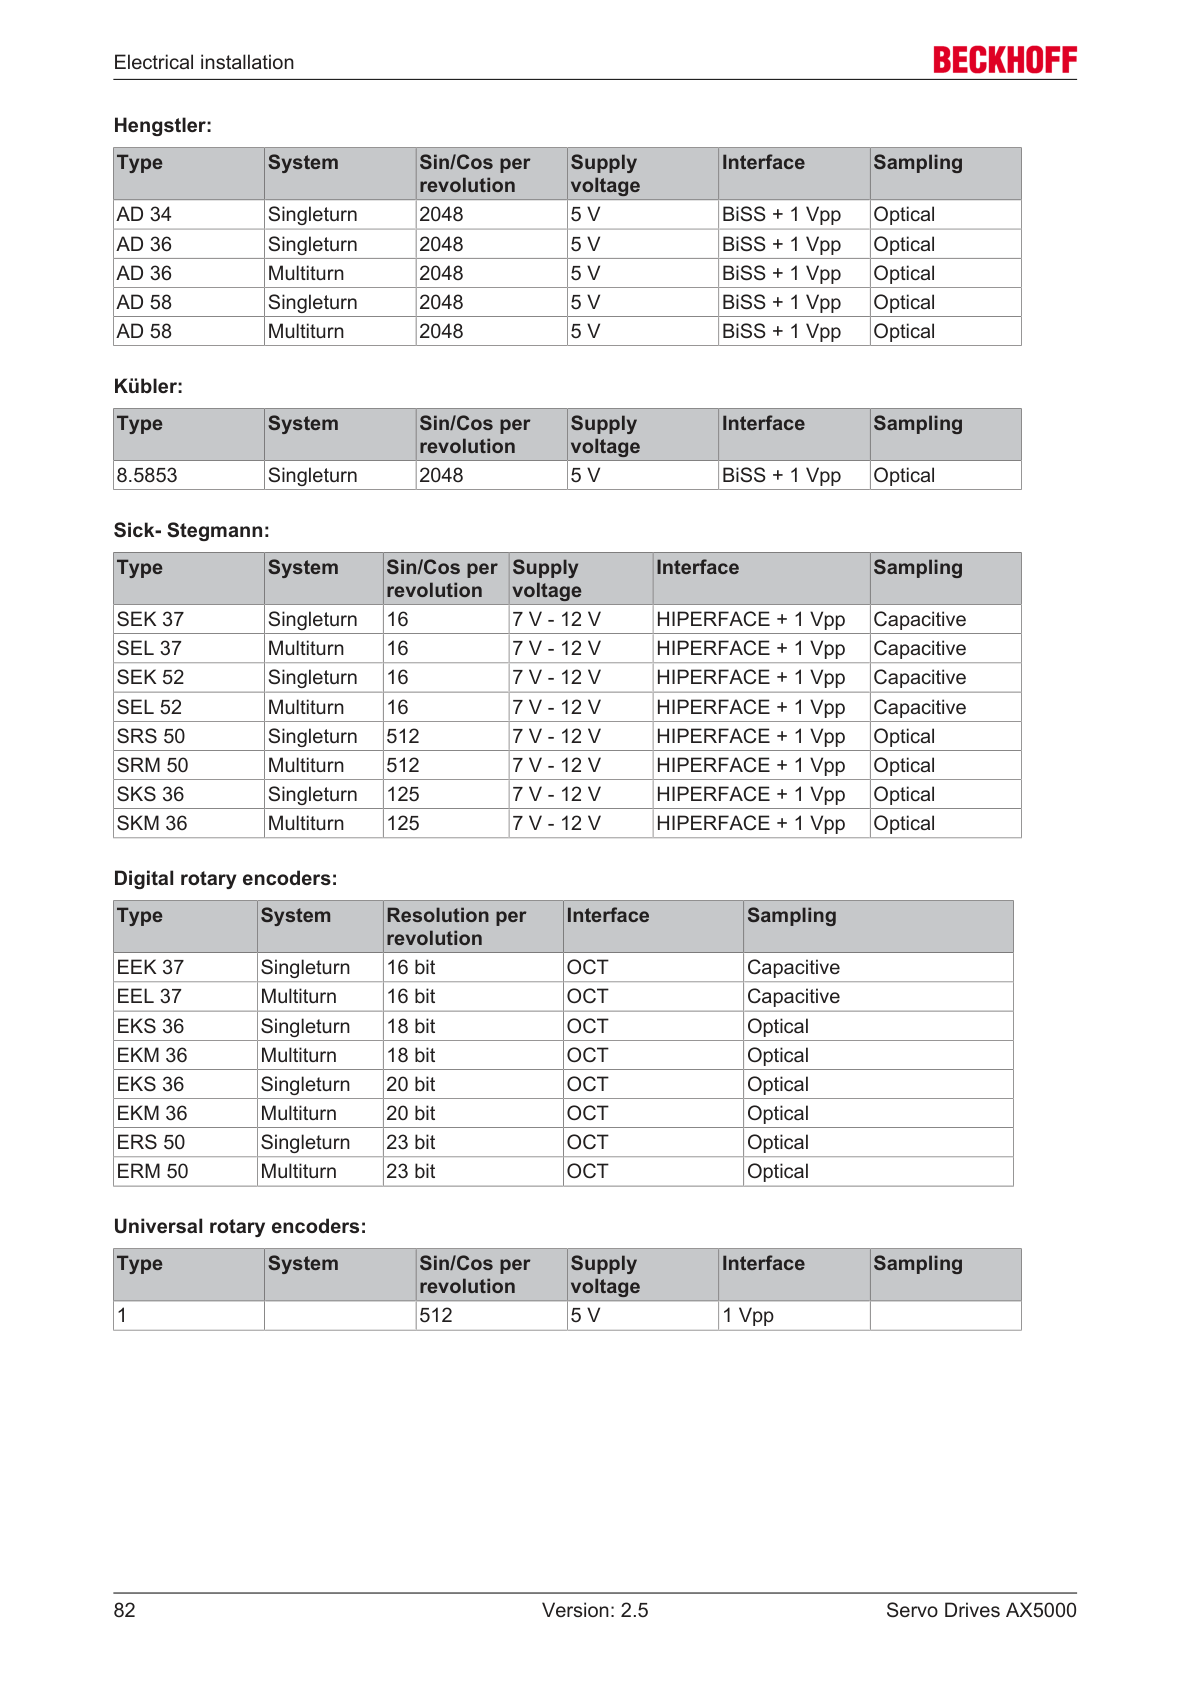 Electrical installation
BECKHOFF
Hengstler:
Type System Sin/Cos per revolution Supply voltage Interface Sampling
AD 34 Singleturn 2048 5 V BiSS + 1 Vpp Optical
AD 36 Singleturn 2048 5 V BiSS + 1 Vpp Optical
AD 36 Multiturn 2048 5 V BiSS + 1 Vpp Optical
AD 58 Singleturn 2048 5 V BiSS + 1 Vpp Optical
AD 58 Multiturn 2048 5 V BiSS + 1 Vpp Optical
Kübler:
Type System Sin/Cos per revolution Supply voltage Interface Sampling
8.5853 Singleturn 2048 5 V BiSS + 1 Vpp Optical
Sick- Stegmann:
Type System Sin/Cos per revolution Supply voltage Interface Sampling
SEK 37 Singleturn 16 7 V - 12 V HIPERFACE + 1 Vpp Capacitive
SEL 37 Multiturn 16 7 V - 12 V HIPERFACE + 1 Vpp Capacitive
SEK 52 Singleturn 16 7 V - 12 V HIPERFACE + 1 Vpp Capacitive
SEL 52 Multiturn 16 7 V - 12 V HIPERFACE + 1 Vpp Capacitive
SRS 50 Singleturn 512 7 V - 12 V HIPERFACE + 1 Vpp Optical
SRM 50 Multiturn 512 7 V - 12 V HIPERFACE + 1 Vpp Optical
SKS 36 Singleturn 125 7 V - 12 V HIPERFACE + 1 Vpp Optical
SKM 36 Multiturn 125 7 V - 12 V HIPERFACE + 1 Vpp Optical
Digital rotary encoders:
Type System Resolution per revolution Interface Sampling
EEK 37 Singleturn 16 bit OCT Capacitive
EEL 37 Multiturn 16 bit OCT Capacitive
EKS 36 Singleturn 18 bit OCT Optical
EKM 36 Multiturn 18 bit OCT Optical
EKS 36 Singleturn 20 bit OCT Optical
EKM 36 Multiturn 20 bit OCT Optical
ERS 50 Singleturn 23 bit OCT Optical
ERM 50 Multiturn 23 bit OCT Optical
Universal rotary encoders:
Type System Sin/Cos per revolution Supply voltage Interface Sampling
1 512 5 V 1 Vpp
82 Version: 2.5 Servo Drives AX5000